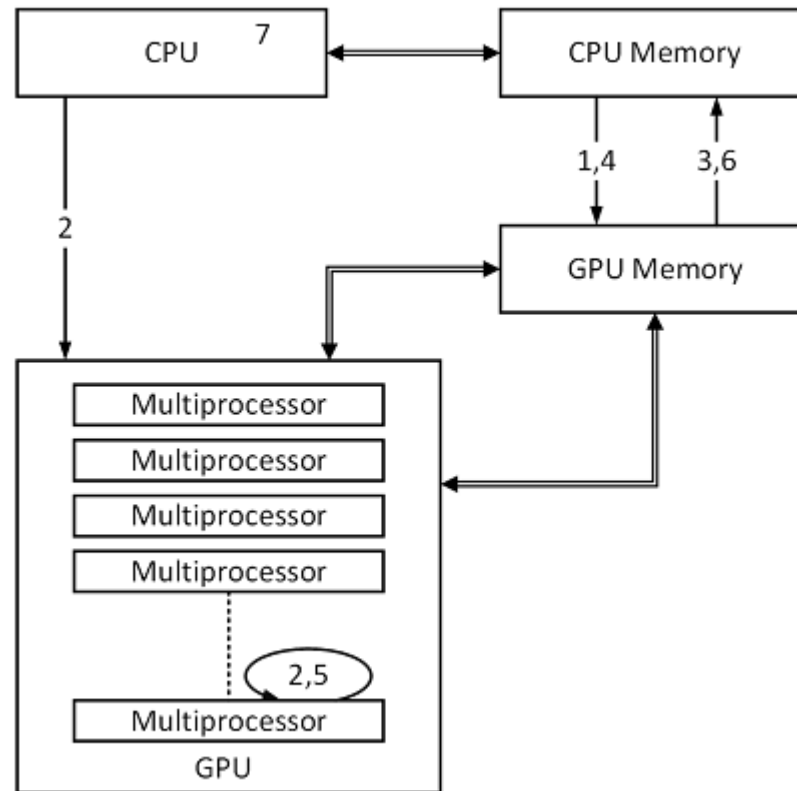 CPU 7
CPU Memory
1,4
3,6
2
GPU Memory
Multiprocessor
Multiprocessor
Multiprocessor
Multiprocessor
2,5
Multiprocessor
GPU